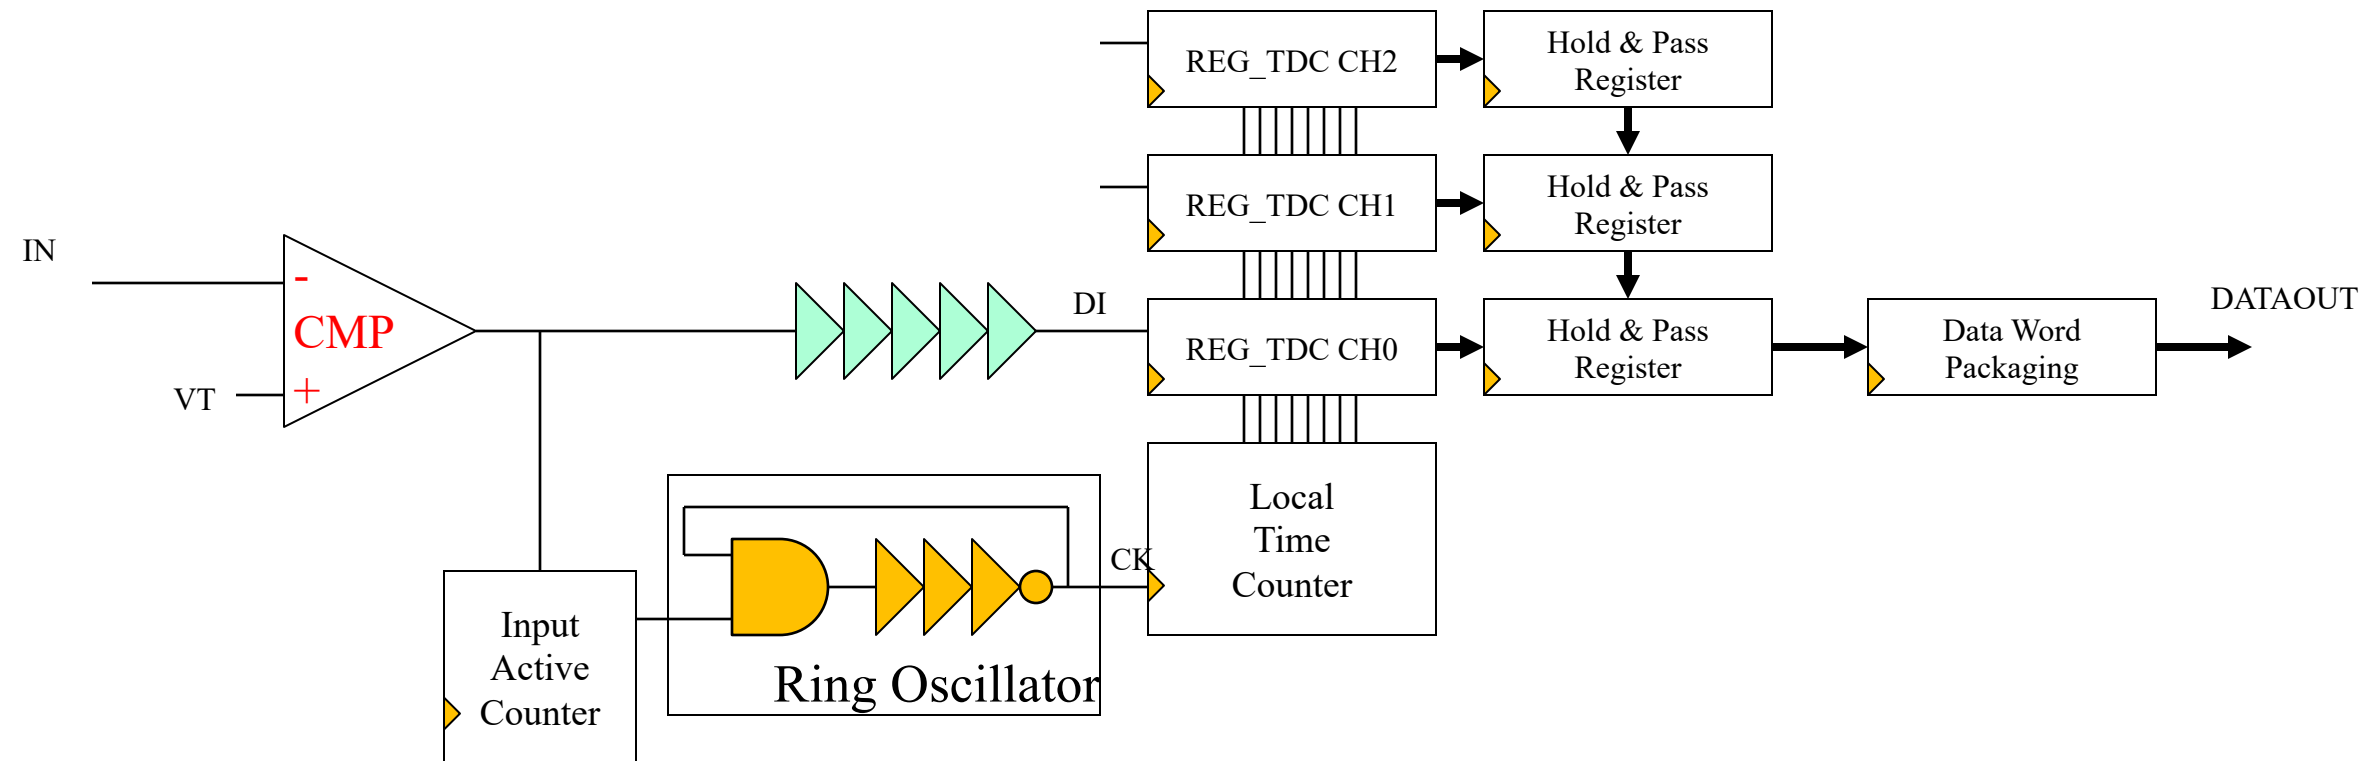 REG_TDC CH2
Hold & Pass
Register
REG_TDC CH1
Hold & Pass
Register
IN
-
CMP
+
VT
DI
REG_TDC CH0
Hold & Pass
Register
Data Word
Packaging
DATAOUT
Local
Time
Counter
CK
Input
Active
Counter
Ring Oscillator